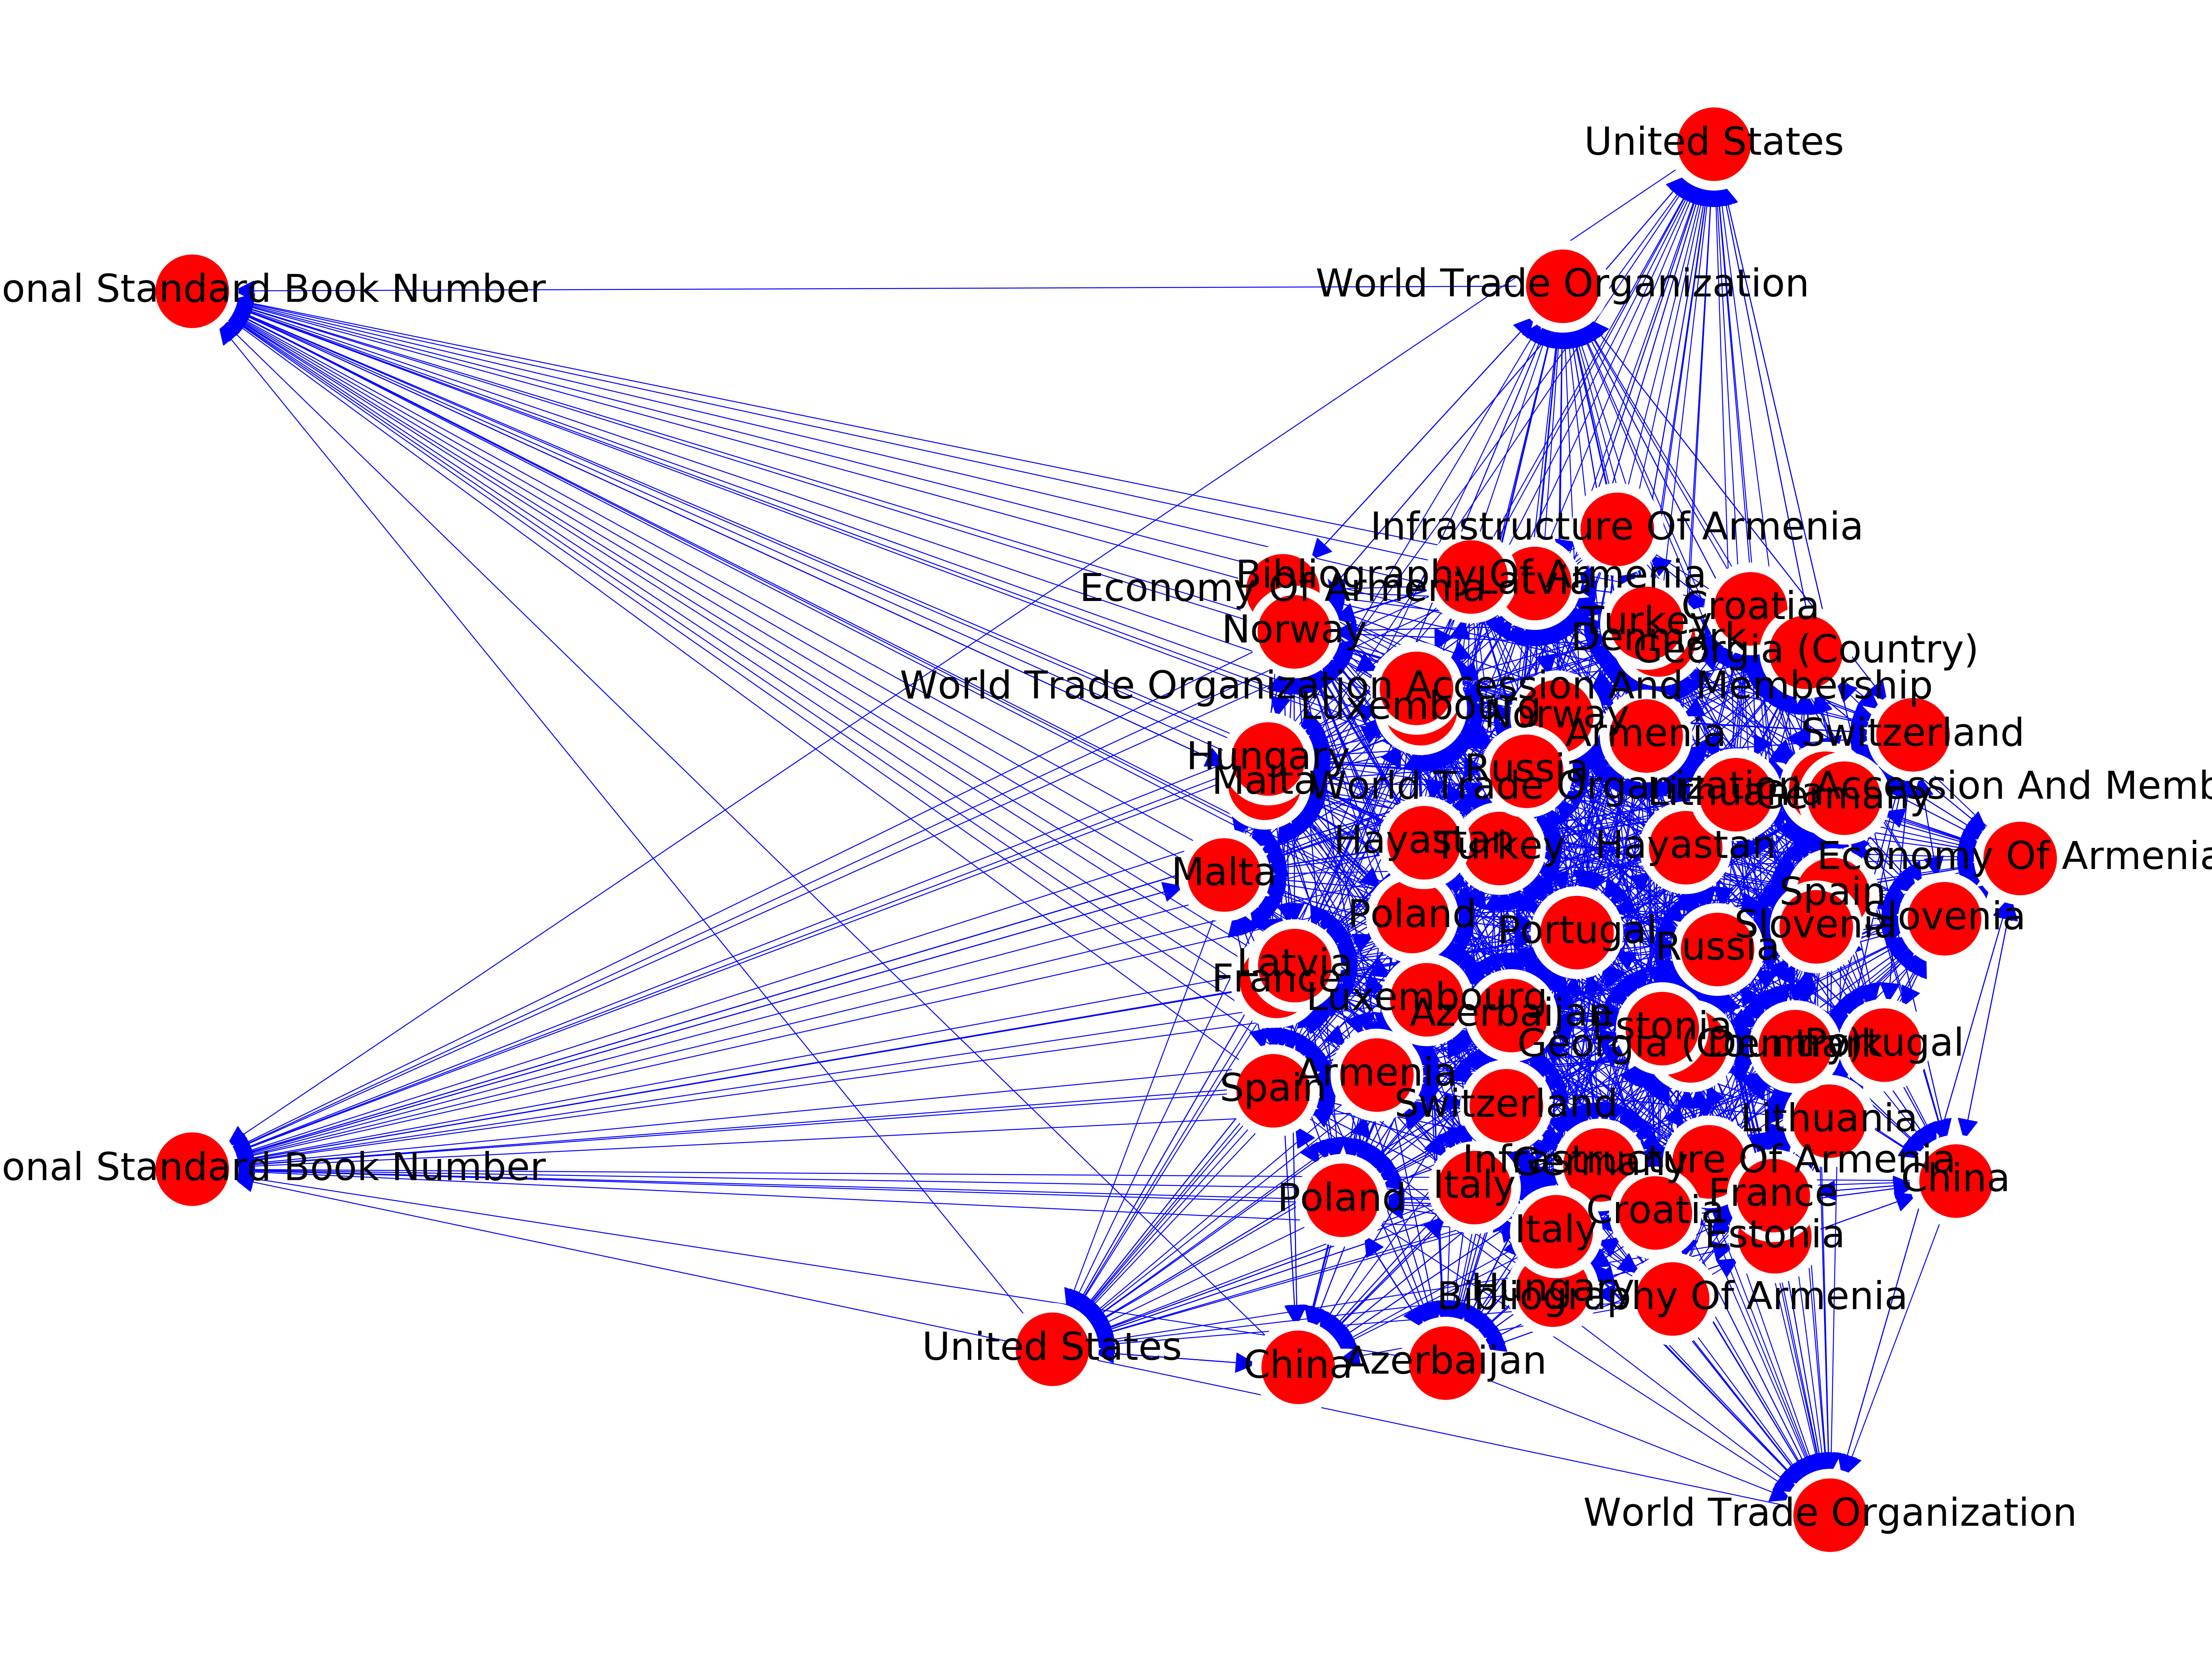 United States
World Trade Organization
onal Standard Book Number
Infrastructure Of Armenia
Bibliography Of Armenia
Latvia
Economy Of Armenia
Croatia
Turkey
Norway
Denmark
Georgia (Country)
World Trade Organization Accession And Membership
Luxembourg
Norway
Armenia
Switzerland
Hungary
Russia
Malta
World Trade Organization Accession And Memb
Lithuania
Germany
Hayastan
Turkey
Hayastan
Economy Of Armenia
Malta
Spain
Poland
Slovenia
Slovenia
Portugal
Russia
Latvia
France
Luxembourg
Azerbaijan
Estonia
Georgia (Country)
Denmark
Portugal
Armenia
Spain
Switzerland
Lithuania
onal Standard Book Number
Infrastructure Of Armenia
Germany
Italy
China
Poland
France
Croatia
Italy
Estonia
Hungary
Bibliography Of Armenia
United States
China
Azerbaijan
World Trade Organization